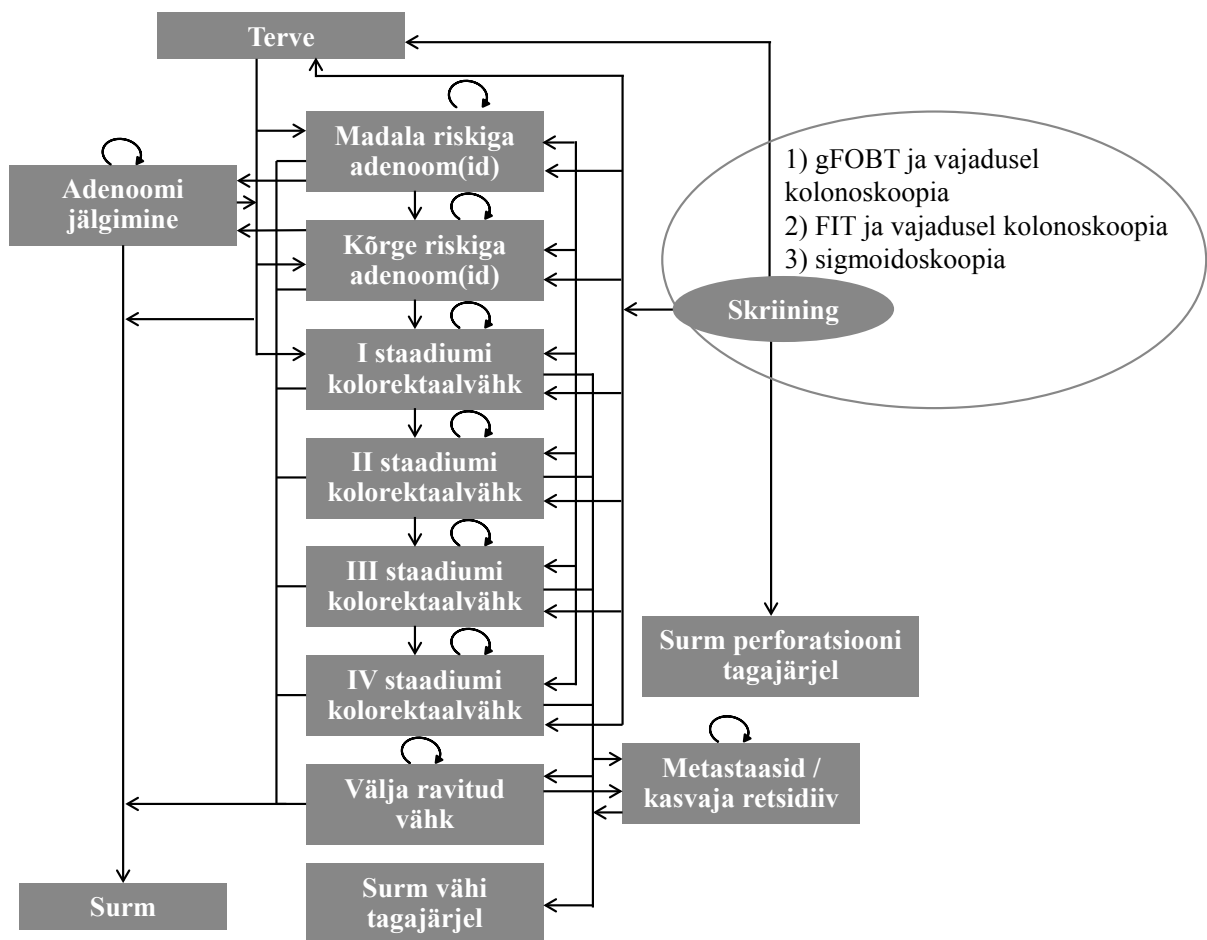 Terve
Madala riskiga
adenoom(id)
Adenoomi
jälgimine
Kõrge riskiga
adenoom(id)
1) gFOBT ja vajadusel
kolonoskoopia
2) FIT ja vajadusel kolonoskoopia
3) sigmoidoskoopia
Skriining
I staadiumi
kolorektaalvähk
II staadiumi
kolorektaalvähk
III staadiumi
kolorektaalvähk
Surm perforatsiooni
tagajärjel
IV staadiumi
kolorektaalvähk
Metastaasid /
kasvaja retsidiiv
Välja ravitud
vähk
Surm
Surm vähi
tagajärjel